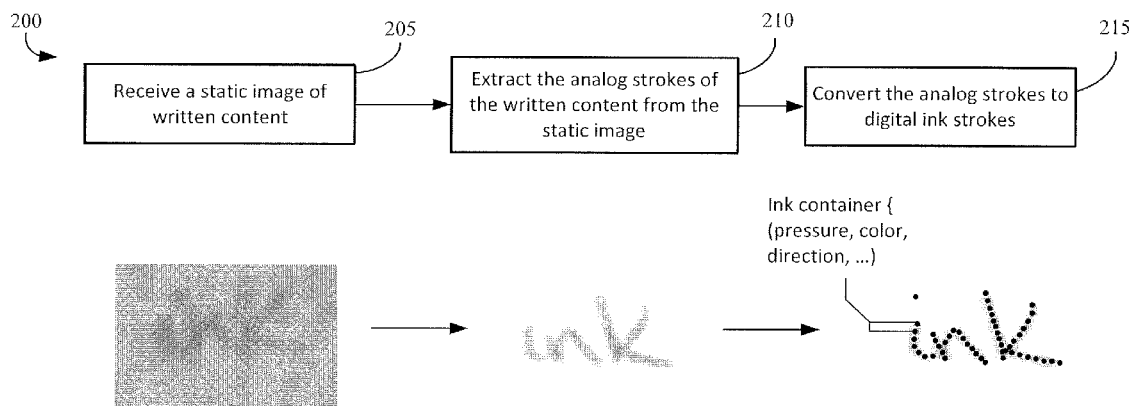 200
205
210
215
Receive a static image of
written content
Extract the analog strokes of
the written content from the
static image
Convert the analog strokes to
digital ink strokes
Ink container {
(pressure, color,
direction, ...)
ink
ink
ink